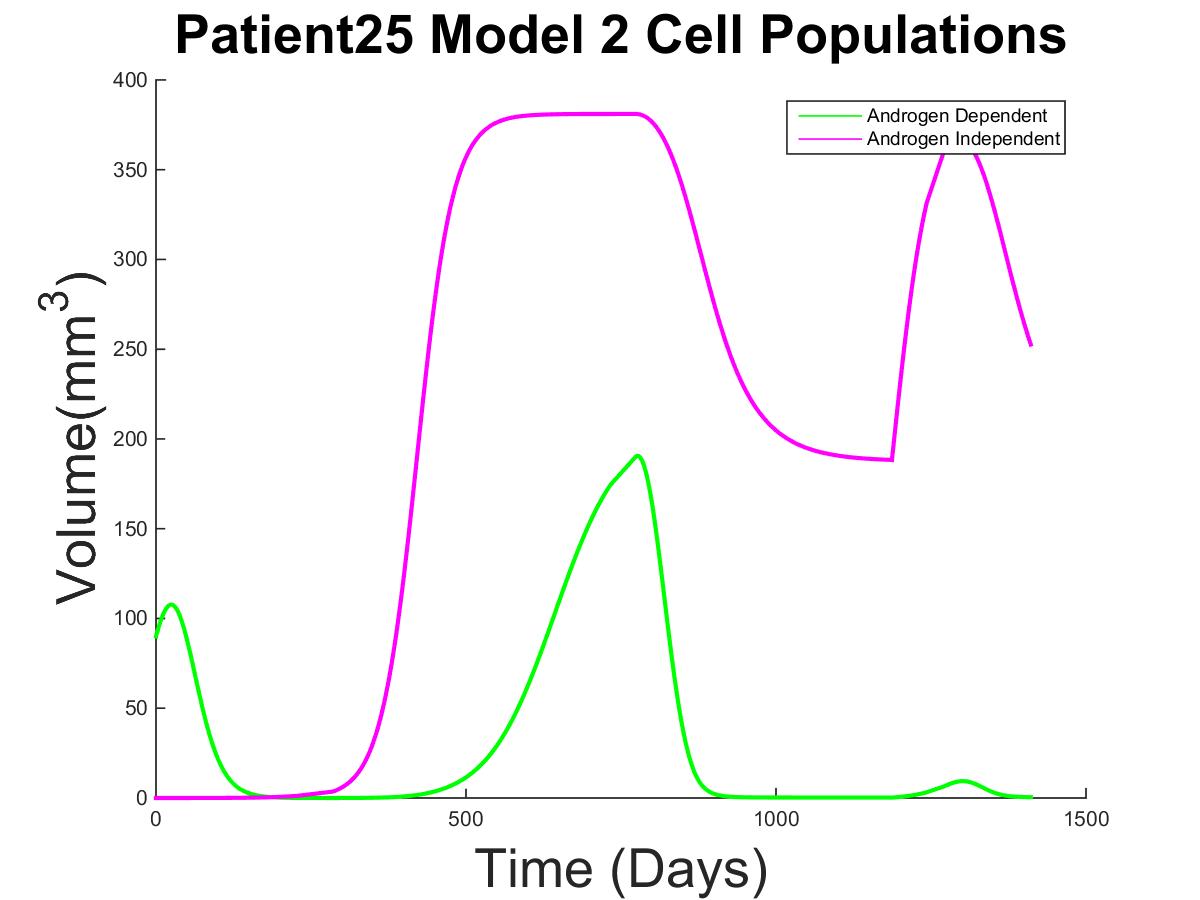 Patient25 Model 2 Cell Populations
400
350
300
250
200
150
100
50
0
Volume(mm³)
Androgen Dependent
Androgen Independent
0 500 1000 1500
Time (Days)